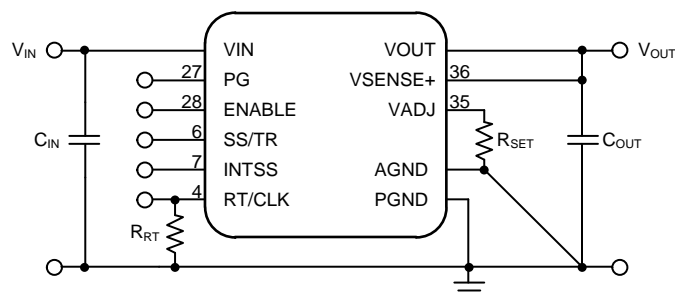 VIN VIN VOUT VOUT
27 PG VSENSE+ 36
28 ENABLE VADJ 35
CIN 6 SS/TR RSET COUT
7 INTSS AGND
4 RT/CLK PGND
RRT